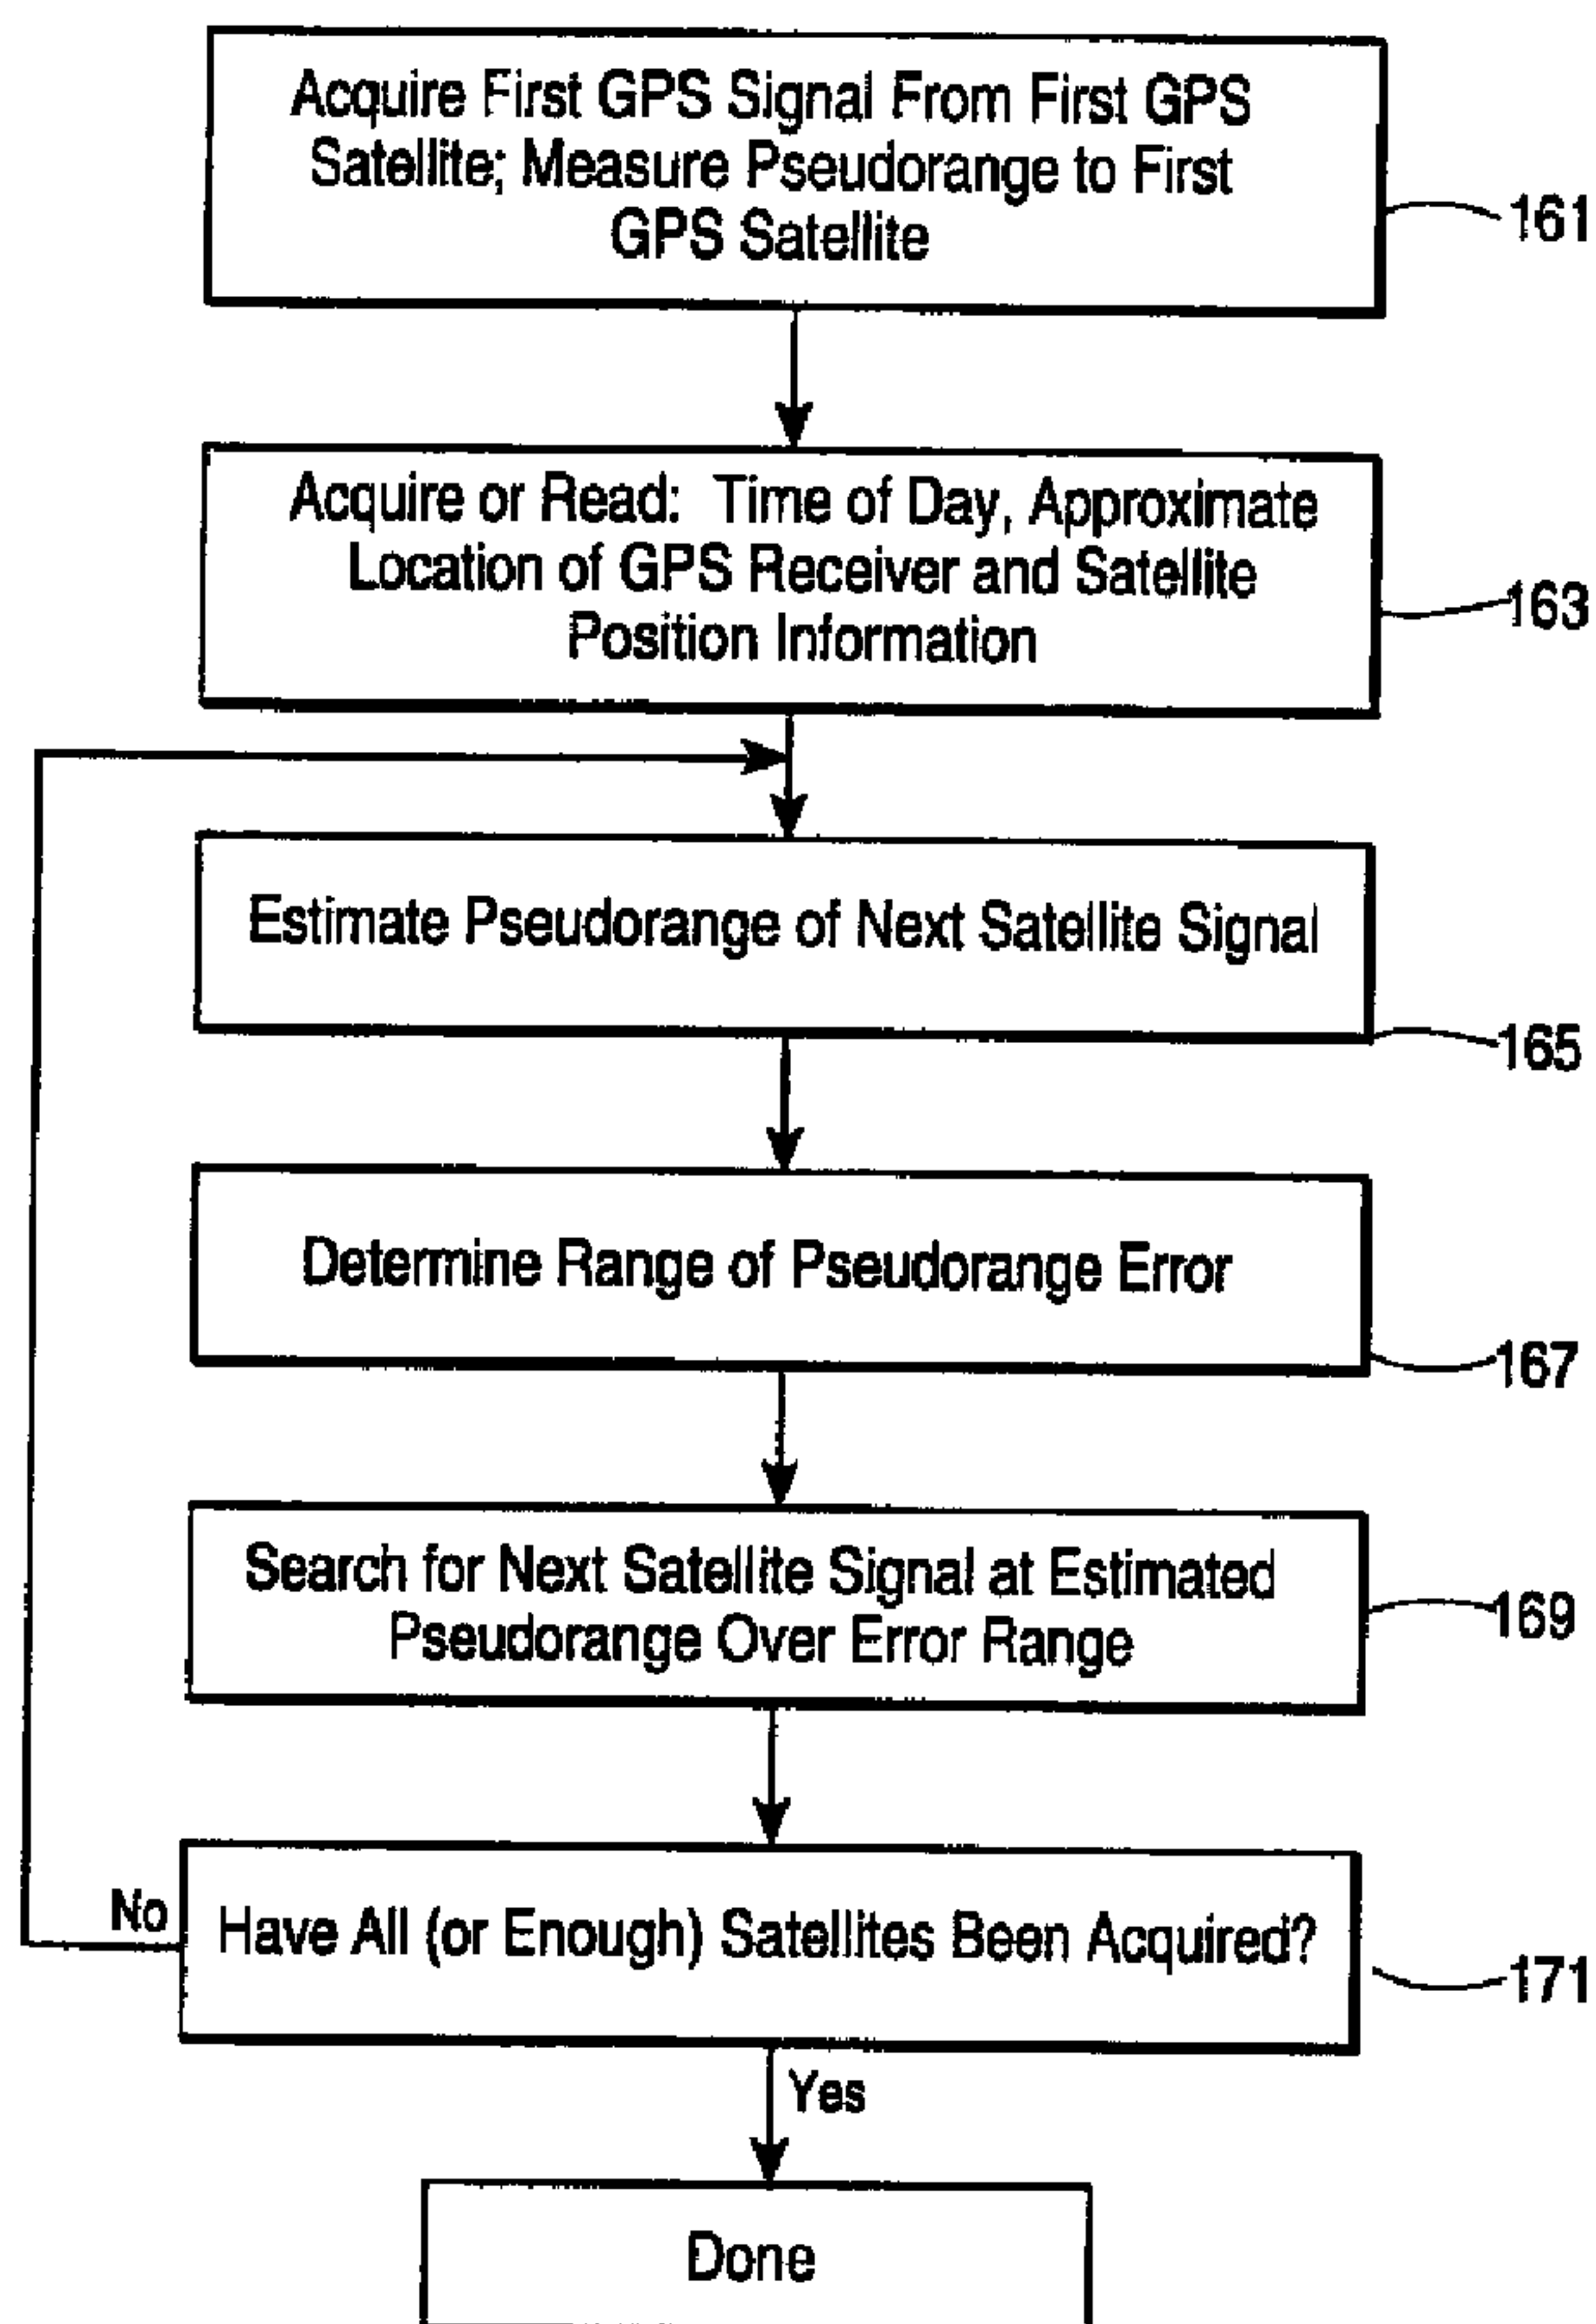 Acquire First GPS Signal From First GPS
Satellite; Measure Pseudorange to First
GPS Satellite
161
Acquire or Read: Time of Day, Approximate
Location of GPS Receiver and Satellite
Position Information
163
Estimate Pseudorange of Next Satellite Signal
165
Determine Range of Pseudorange Error
167
Search for Next Satellite Signal at Estimated
Pseudorange Over Error Range
169
No
Have All (or Enough) Satellites Been Acquired?
171
Yes
Done